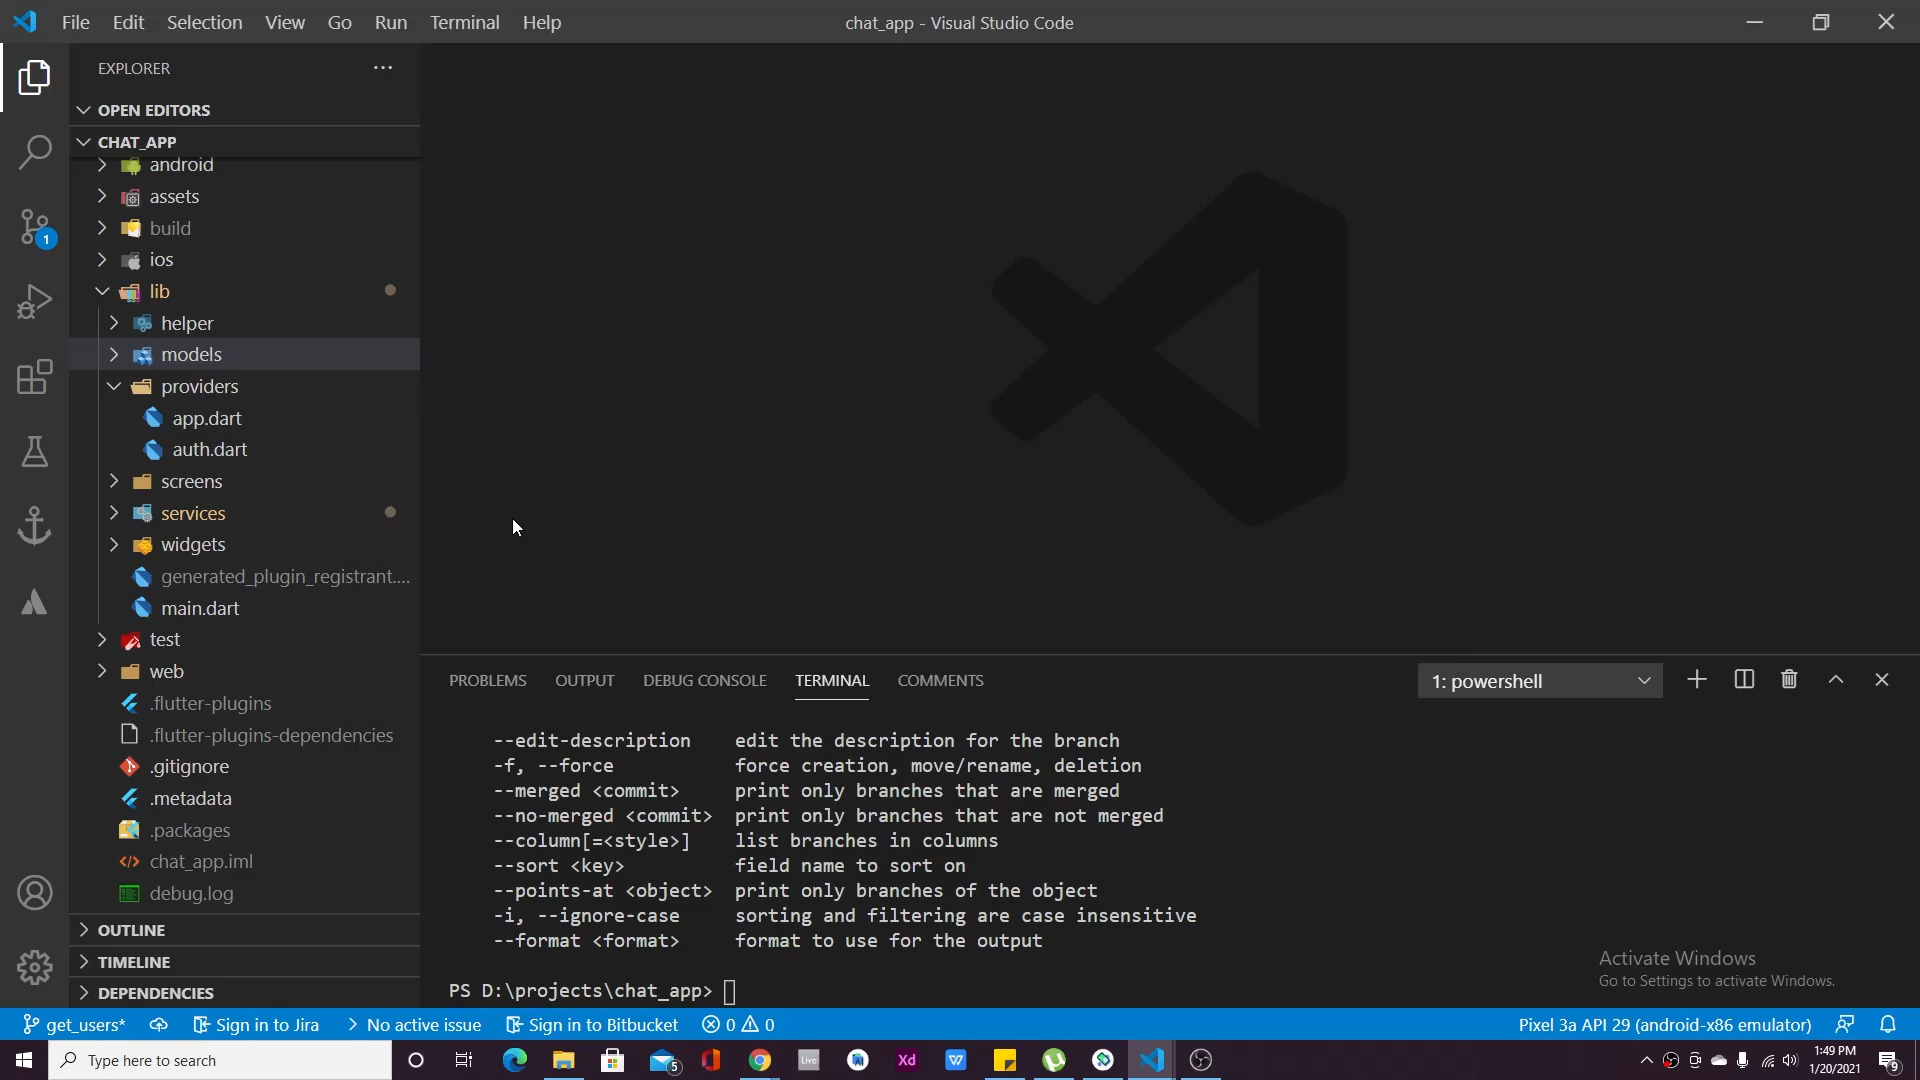 File Edit Selection View Go Run Terminal Help
chat_app - Visual Studio Code
EXPLORER
OPEN EDITORS
CHAT_APP
android
assets
build
ios
lib
helper
models
providers
app.dart
auth.dart
screens
services
widgets
generated_plugin_registrant....
main.dart
test
web
.flutter-plugins
.flutter-plugins-dependencies
.gitignore
.metadata
.packages
chat_app.iml
debug.log
OUTLINE
TIMELINE
DEPENDENCIES
1
PROBLEMS OUTPUT DEBUG CONSOLE TERMINAL COMMENTS
1: powershell
--edit-description edit the description for the branch
-f, --force force creation, move/rename, deletion
--merged <commit> print only branches that are merged
--no-merged <commit> print only branches that are not merged
--column[=<style>] list branches in columns
--sort <key> field name to sort on
--points-at <object> print only branches of the object
-i, --ignore-case sorting and filtering are case insensitive
--format <format> format to use for the output
PS D:\projects\chat_app>
Activate Windows
Go to Settings to activate Windows.
get_users* Sign in to Jira No active issue Sign in to Bitbucket 0 0
Pixel 3a API 29 (android-x86 emulator)
Type here to search
5
Live
Xd
W
1:49 PM
1/20/2021
9